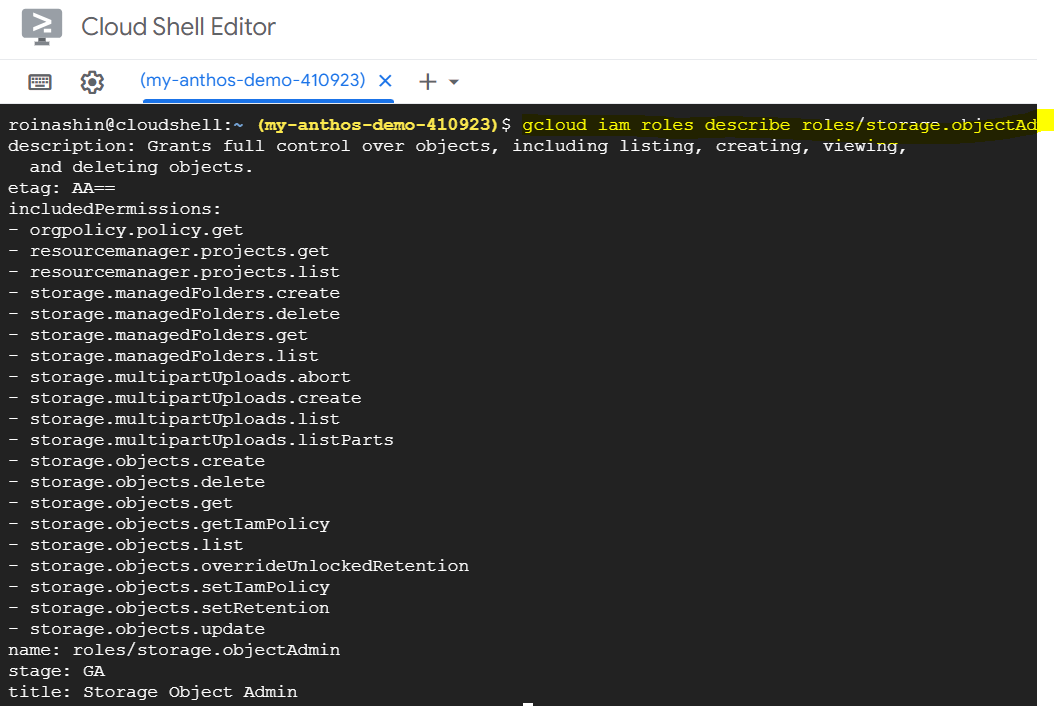 Cloud Shell Editor
(my-anthos-demo-410923)
roinashin@cloudshell:~ (my-anthos-demo-410923)$ gcloud iam roles describe roles/storage.objectAd
description: Grants full control over objects, including listing, creating, viewing,
  and deleting objects.
etag: AA==
includedPermissions:
- orgpolicy.policy.get
- resourcemanager.projects.get
- resourcemanager.projects.list
- storage.managedFolders.create
- storage.managedFolders.delete
- storage.managedFolders.get
- storage.managedFolders.list
- storage.multipartUploads.abort
- storage.multipartUploads.create
- storage.multipartUploads.list
- storage.multipartUploads.listParts
- storage.objects.create
- storage.objects.delete
- storage.objects.get
- storage.objects.getIamPolicy
- storage.objects.list
- storage.objects.overrideUnlockedRetention
- storage.objects.setIamPolicy
- storage.objects.setRetention
- storage.objects.update
name: roles/storage.objectAdmin
stage: GA
title: Storage Object Admin